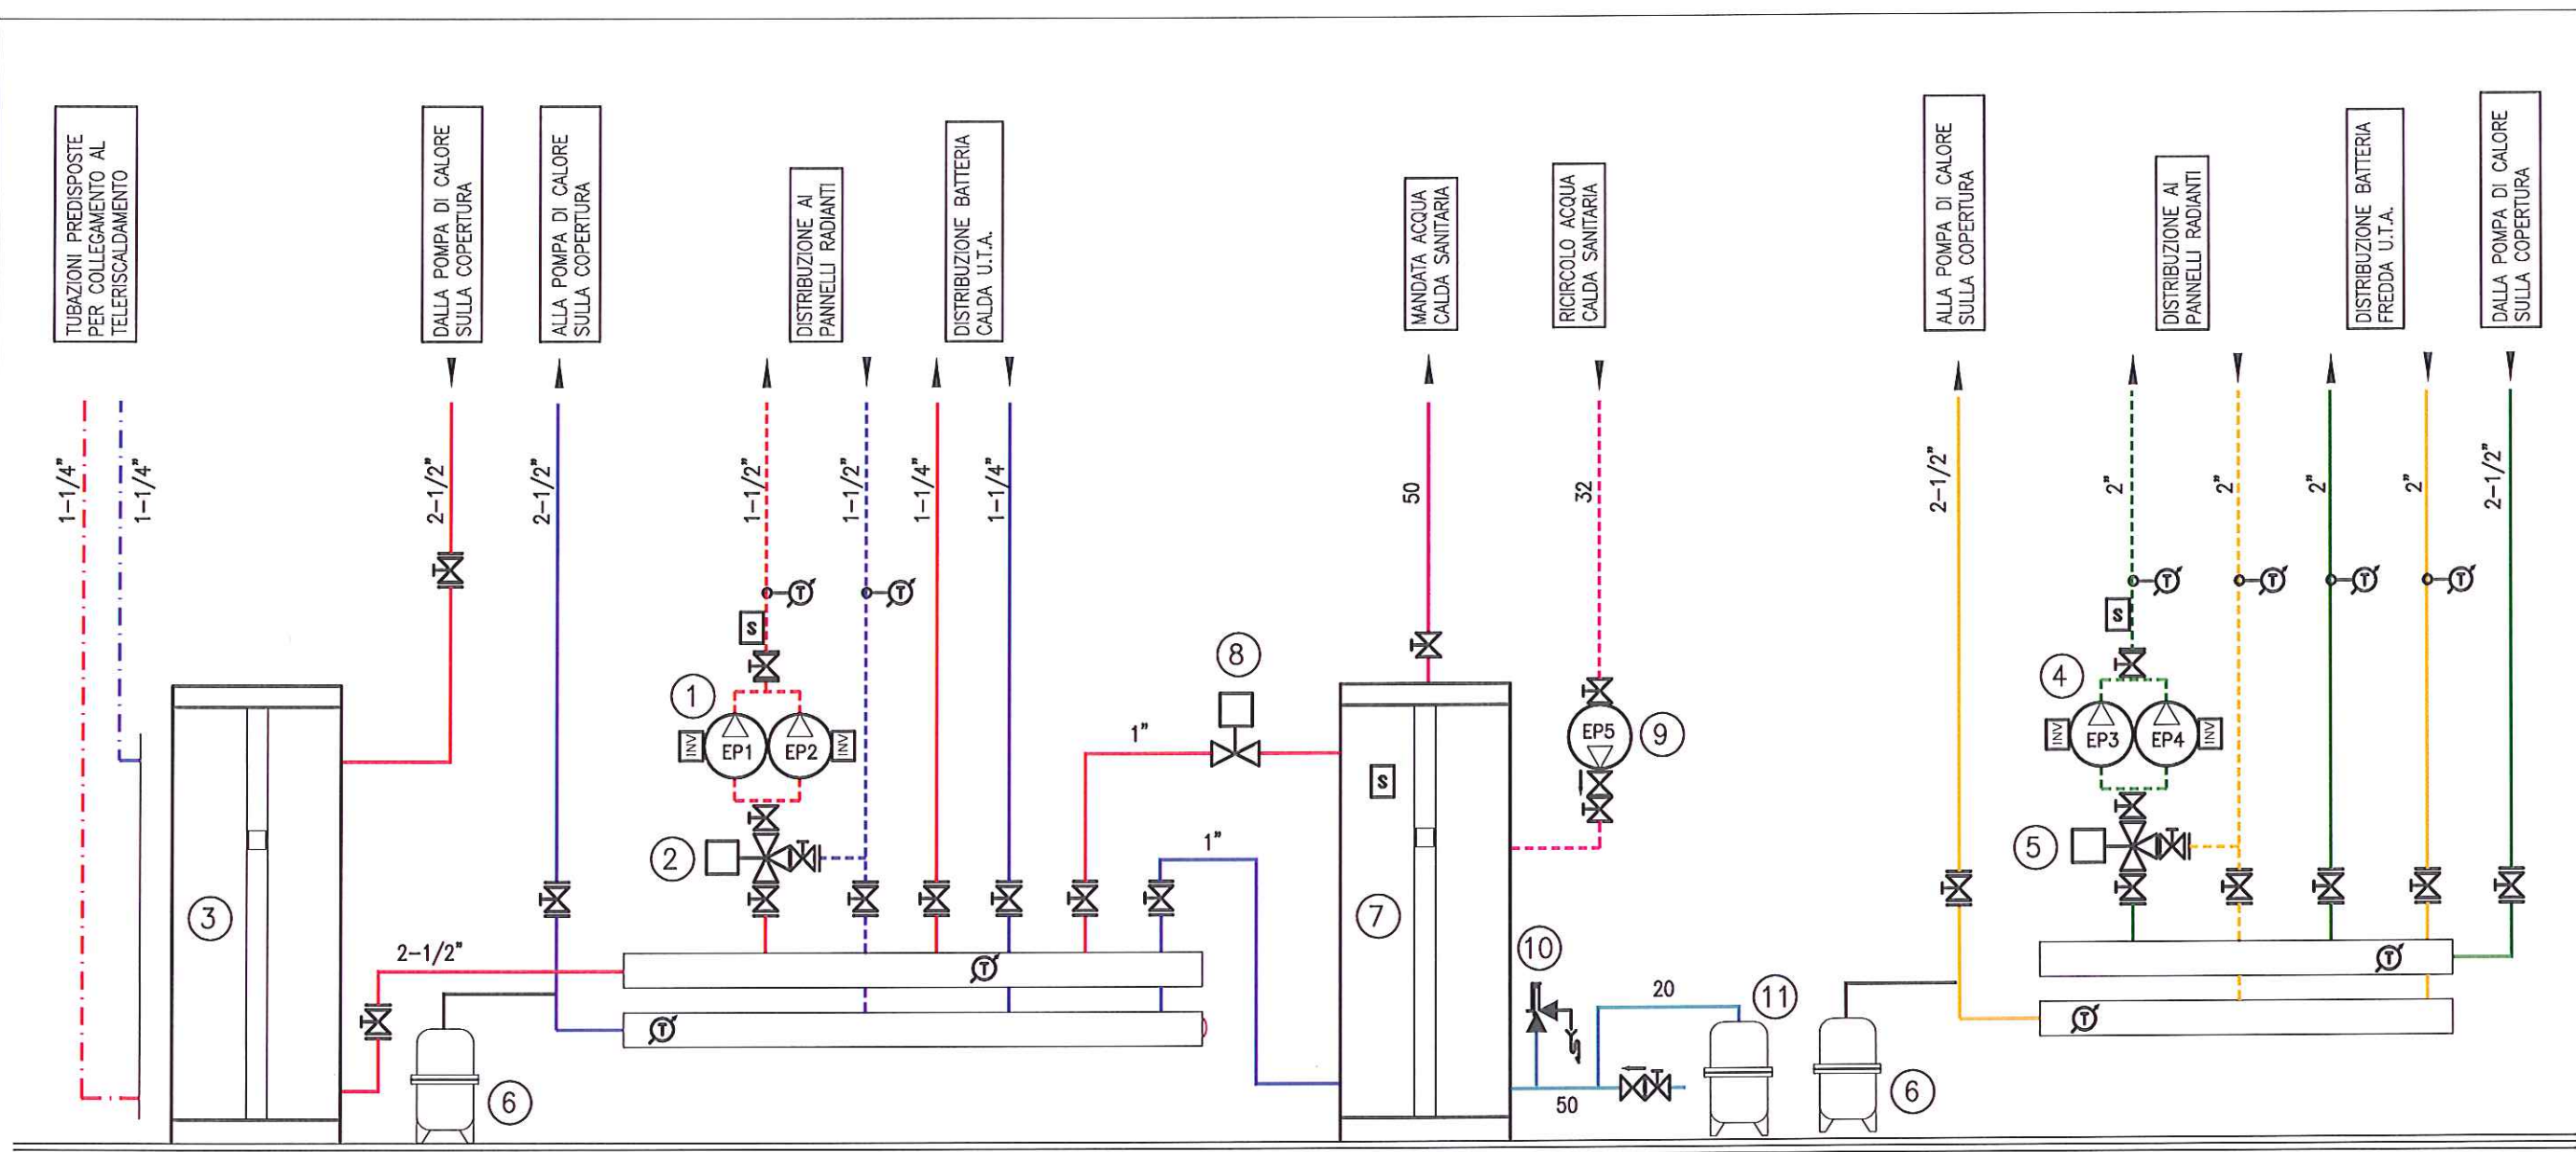 TUBAZIONI PREDISPOSTE
PER COLLEGAMENTO AL
TELERISCALDAMENTO
DALLA POMPA DI CALORE
SULLA COPERTURA
ALLA POMPA DI CALORE
SULLA COPERTURA
DISTRIBUZIONE AI
PANNELLI RADIANTI
DISTRIBUZIONE BATTERIA
CALDA U.T.A.
MANDATA ACQUA
CALDA SANITARIA
RICIRCOLO ACQUA
CALDA SANITARIA
ALLA POMPA DI CALORE
SULLA COPERTURA
DISTRIBUZIONE AI
PANNELLI RADIANTI
DISTRIBUZIONE BATTERIA
FREDDA U.T.A.
DALLA POMPA DI CALORE
SULLA COPERTURA
1-1/4"
1-1/4"
2-1/2"
2-1/2"
1-1/2"
1-1/2"
1-1/4"
1-1/4"
50
32
2-1/2"
2"
2"
2"
2"
2-1/2"
T
T
T
T
T
T
S
S
8
1
4
INV
EP1
EP2
INV
1"
EP5
9
INV
EP3
EP4
INV
S
2
1"
5
3
7
10
2-1/2"
T
T
20
11
T
T
6
50
6